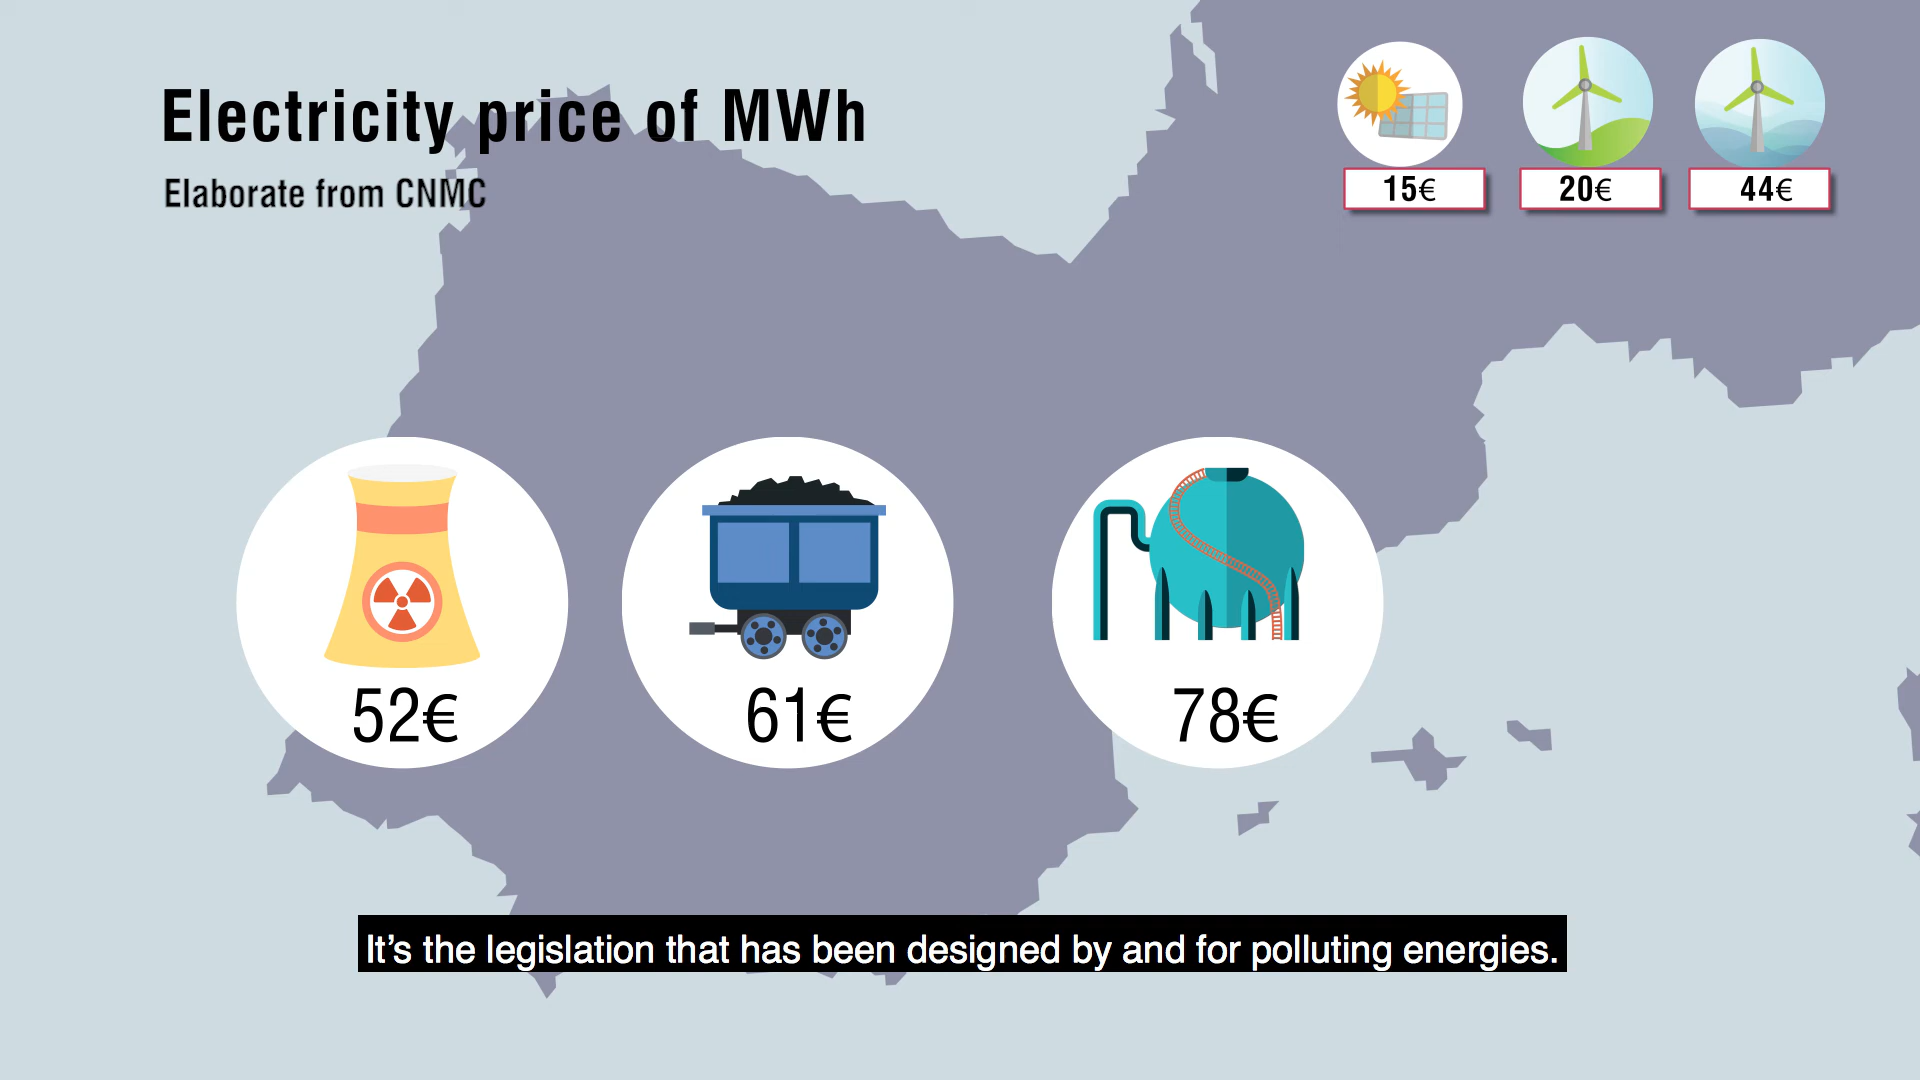 Electricity price of MWh
Elaborate from CNMC
15€
20€
44€
52€
61€
78€
It’s the legislation that has been designed by and for polluting energies.